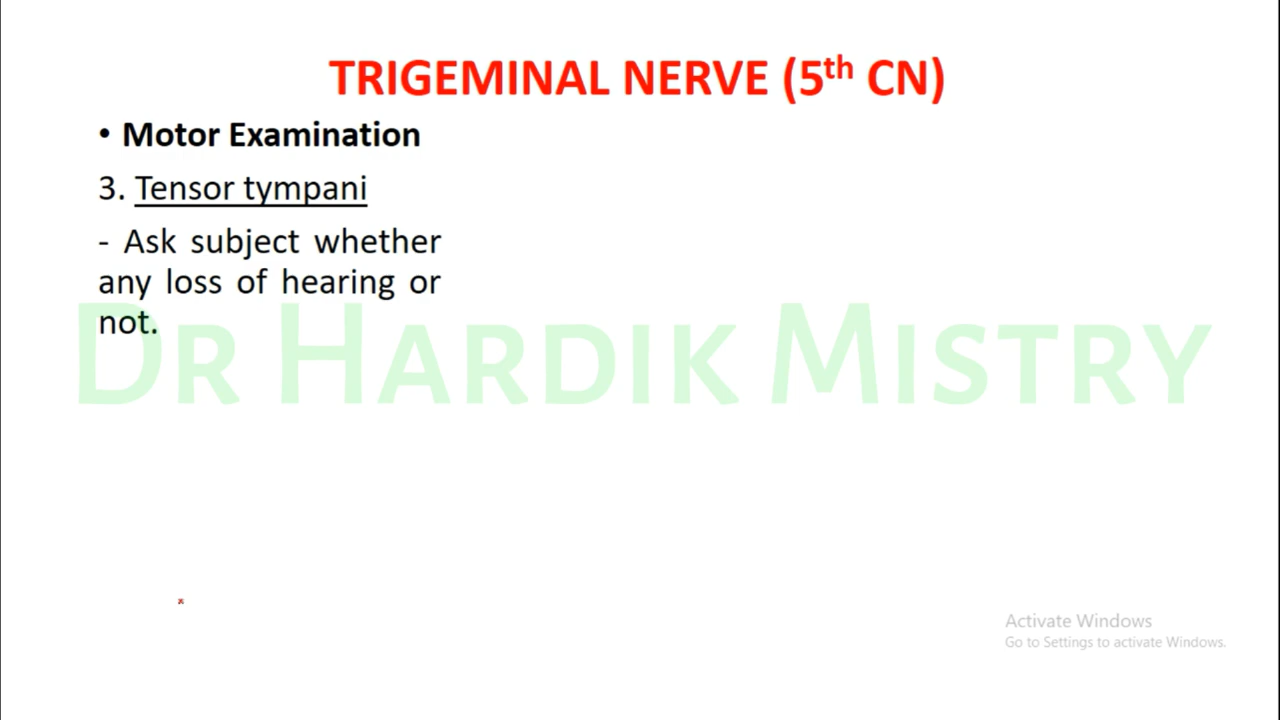 TRIGEMINAL NERVE (5th CN)
• Motor Examination
3. Tensor tympani
- Ask subject whether
any loss of hearing or
not.
DR HARDIK MISTRY
Activate Windows
Go to Settings to activate Windows.